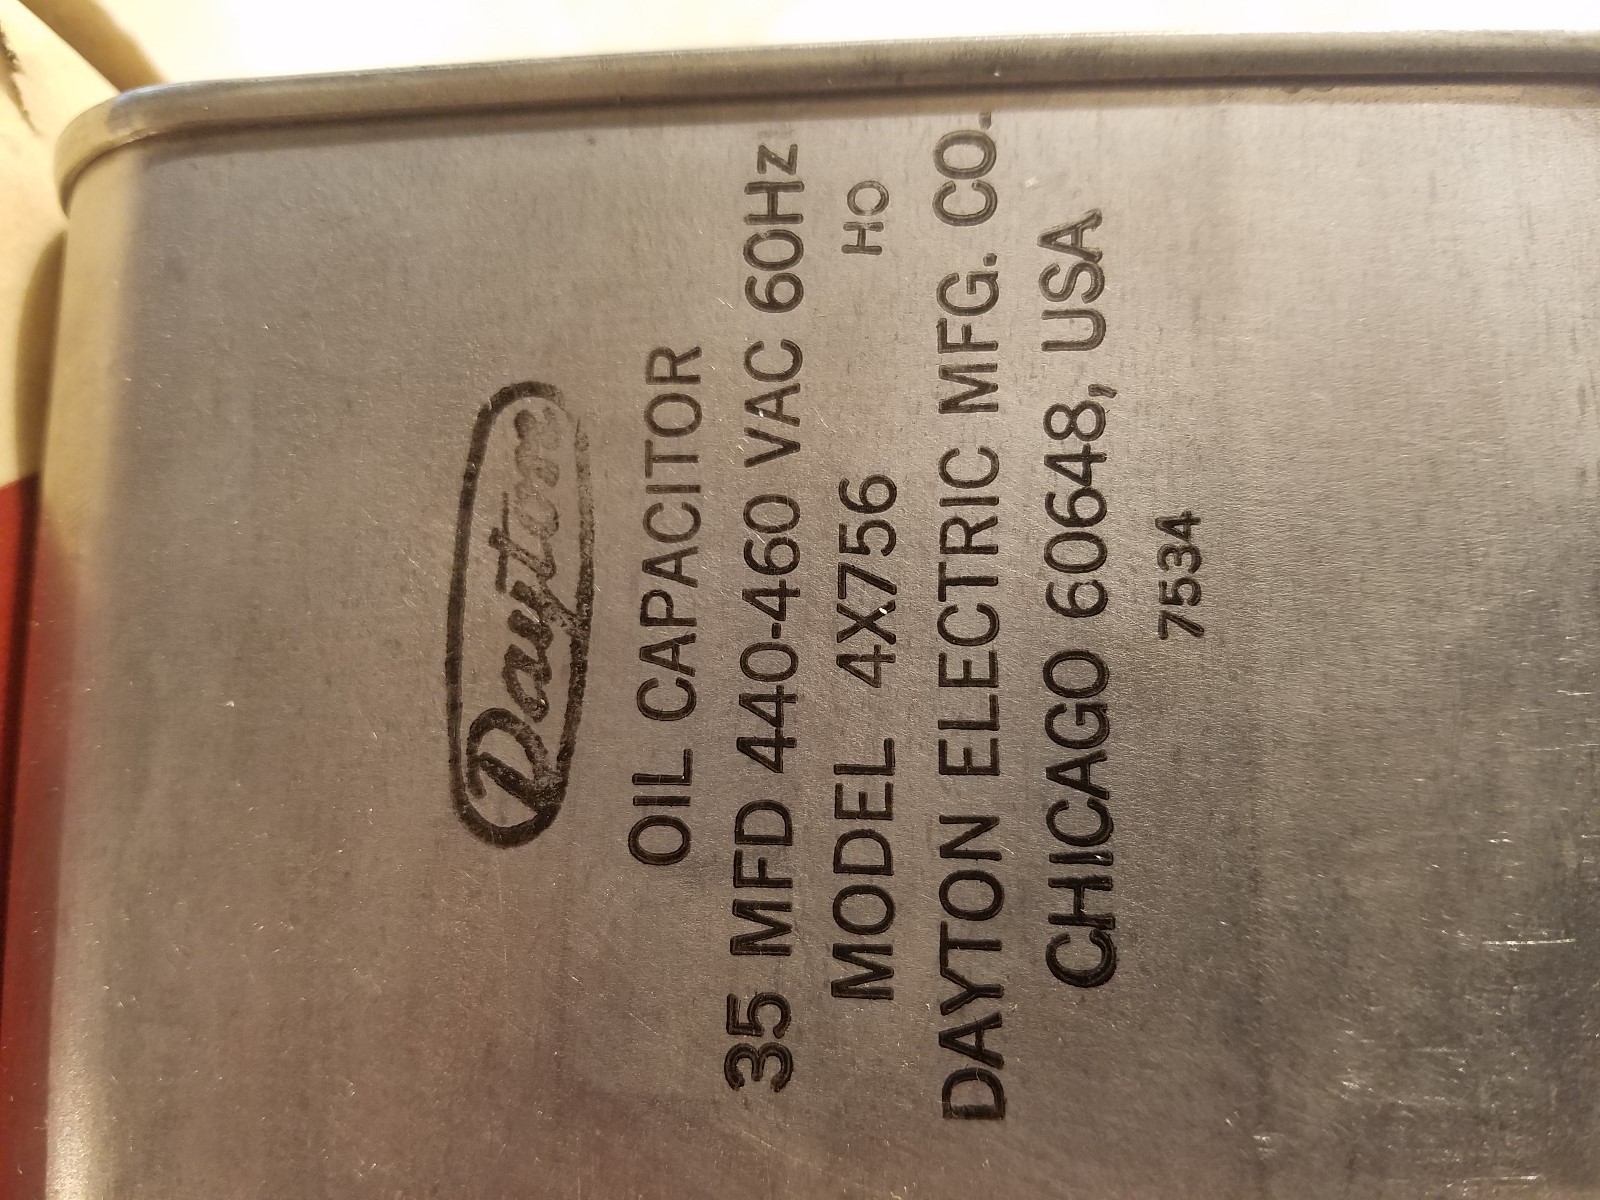 Dayton
OIL CAPACITOR
35 MFD 440-460 VAC 60Hz
MODEL 4X756 HO
DAYTON ELECTRIC MFG. CO.
CHICAGO 60648, USA
7534